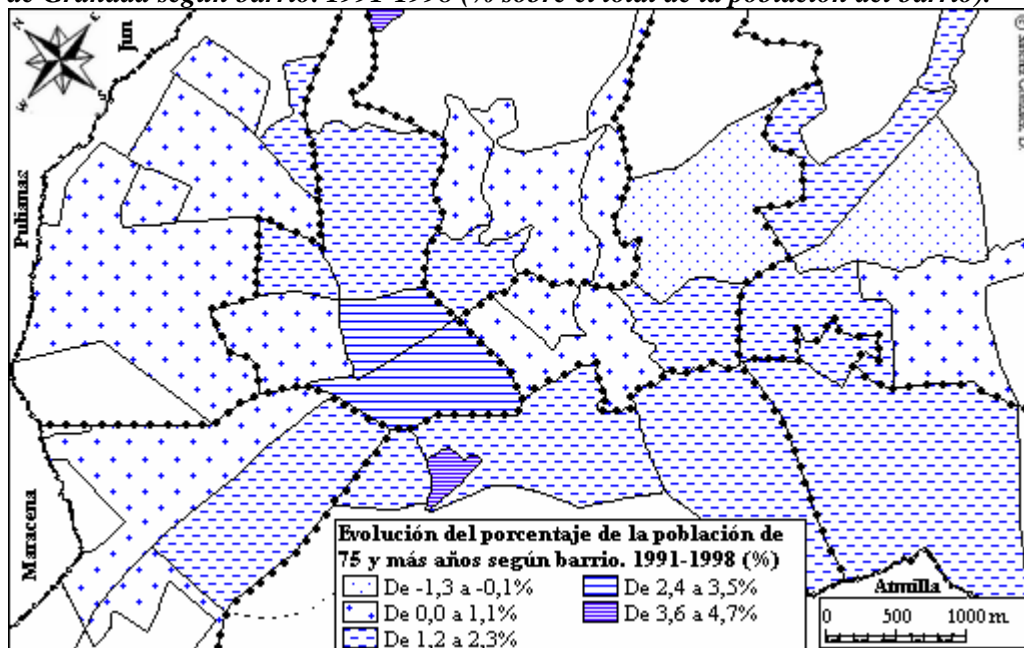 de Granada según barrio. 1991-1998 (% sobre el total de la población del barrio).
N
E
W
S
Jun
Pulianas
Maracena
Evolución del porcentaje de la población de
75 y más años según barrio. 1991-1998 (%)
De -1,3 a -0,1%
De 0,0 a 1,1%
De 1,2 a 2,3%
De 2,4 a 3,5%
De 3,6 a 4,7%
Atmilla
0 500 1000 m.